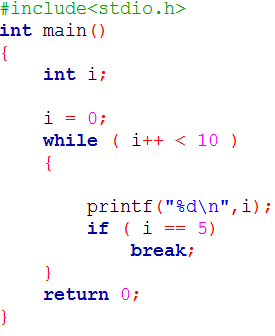 #include<stdio.h>
int main()
{
    int i;

    i = 0;
    while ( i++ < 10 )
    {

        printf("%d\n",i);
        if ( i == 5)
            break;
    }
    return 0;
}